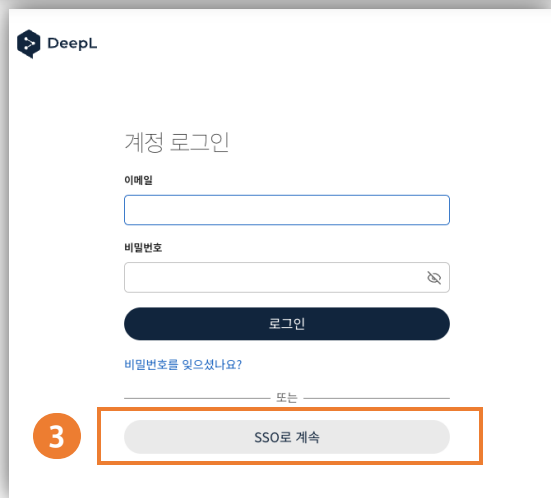 DeepL
계정 로그인
이메일
비밀번호
로그인
비밀번호를 잊으셨나요?
또는
3
SSO로 계속